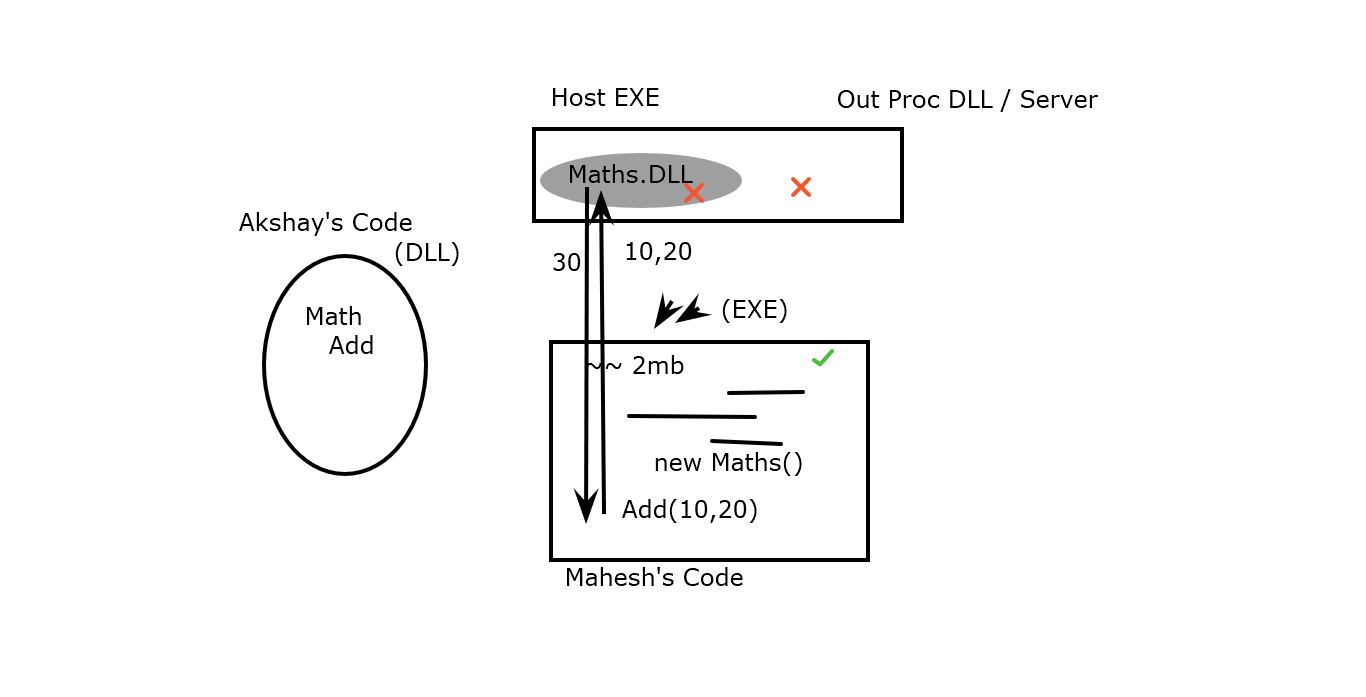 Host EXE
Out Proc DLL / Server
Maths.DLL
Akshay's Code
(DLL)
30
10,20
Math
Add
(EXE)
~~ 2mb
new Maths()
Add(10,20)
Mahesh's Code